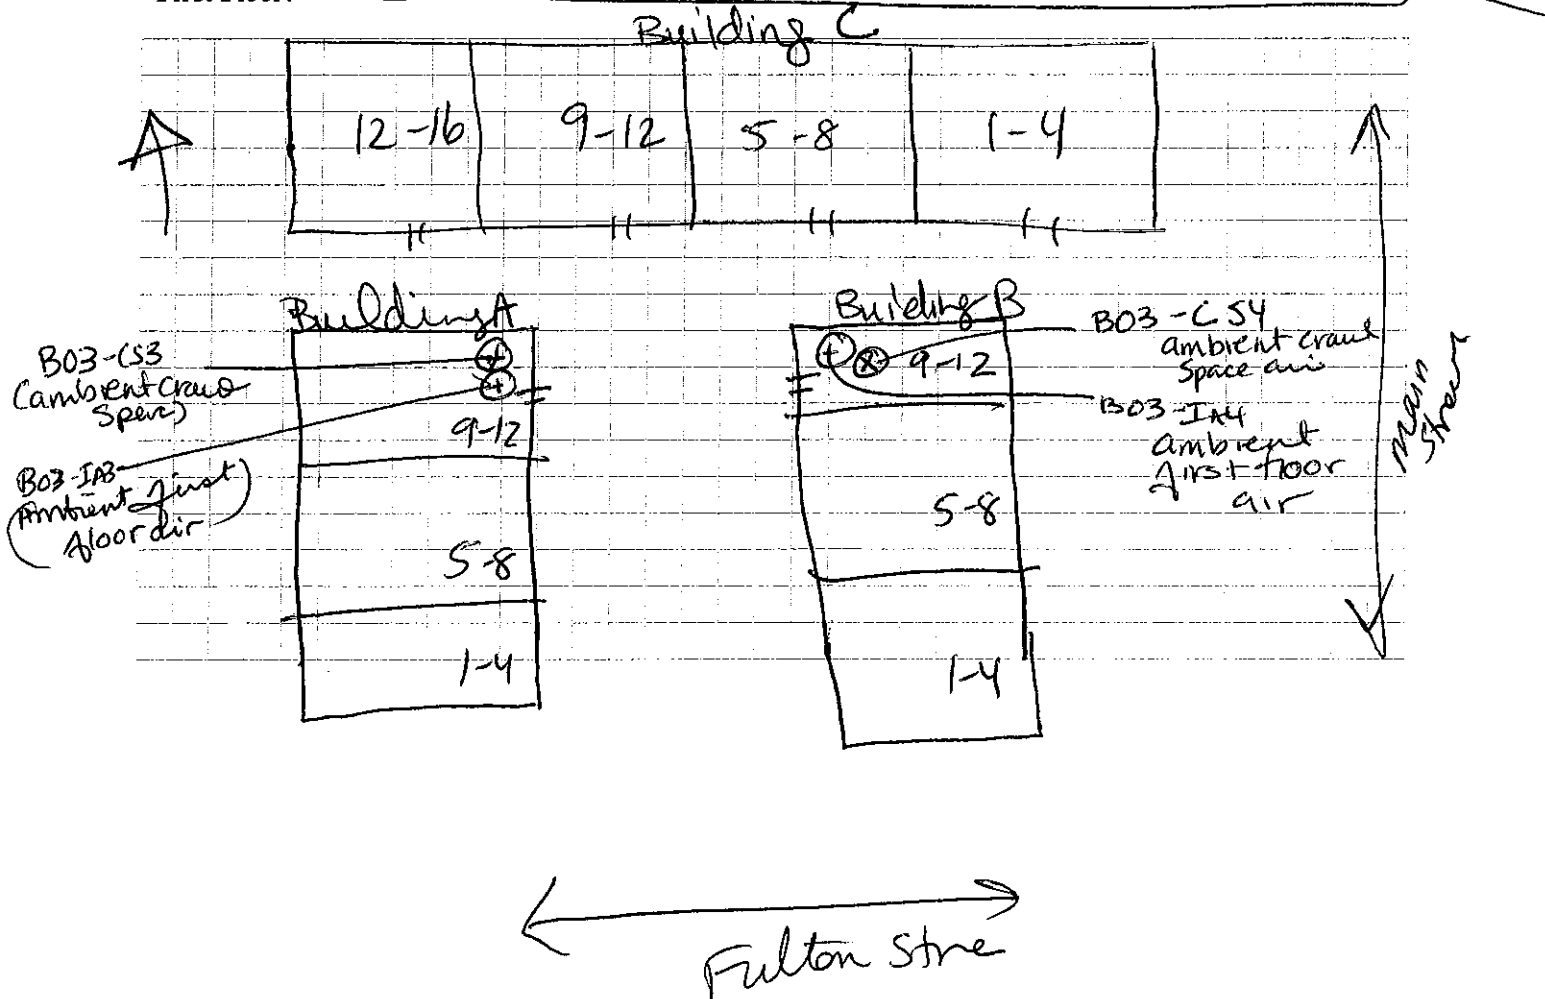 Building C
12-16
9-12
5-8
1-4
Building A
Building B
B03-CS3
(ambient craw
Space)
B03-CS4
ambient crawl
Space air
9-12
9-12
B03-IA3
(Ambient first
floor air)
B03-IA4
ambient
first floor
air
Main
Street
5-8
5-8
1-4
1-4
Fulton Stre